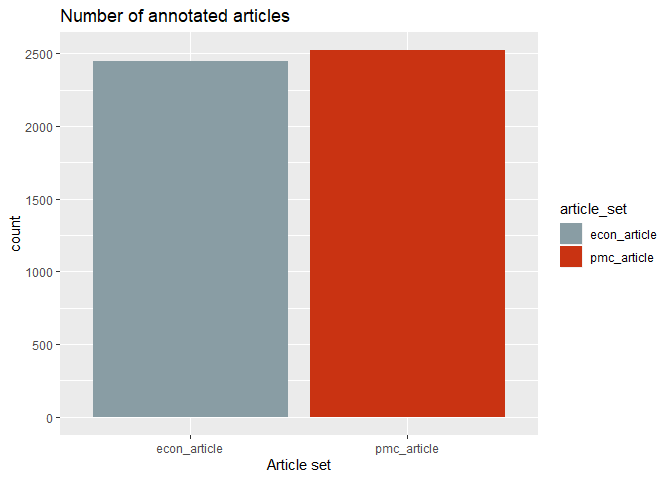 Number of annotated articles
2500
2000
1500
1000
500
0
count
econ_article
pmc_article
Article set
article_set
econ_article
pmc_article